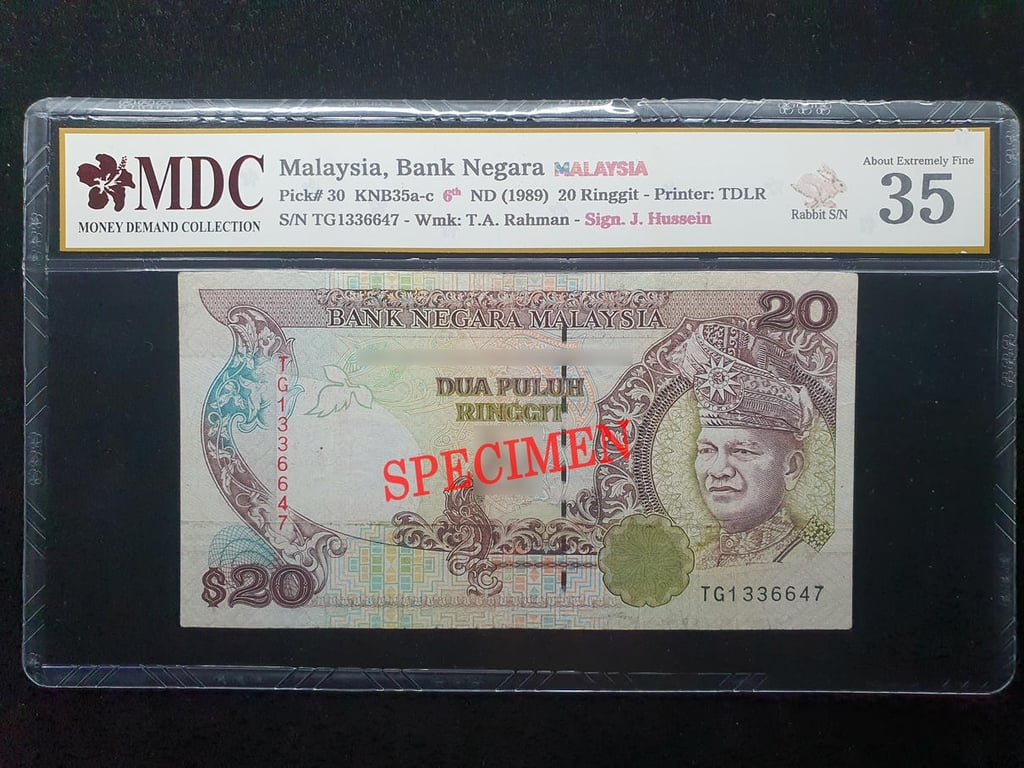 MDC
MONEY DEMAND COLLECTION
Malaysia, Bank Negara MALAYSIA
Pick# 30 KNB35a-c 6th ND (1989) 20 Ringgit - Printer: TDLR
S/N TG1336647 - Wmk: T.A. Rahman - Sign. J. Hussein
Rabbit S/N
About Extremely Fine
35
BANK NEGARA MALAYSIA
20
TG1336647
DUA PULUH
RINGGIT
SPECIMEN
$20
TG1336647